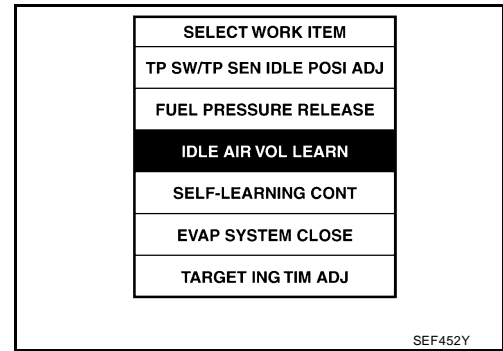 SELECT WORK ITEM
TP SW/TP SEN IDLE POSI ADJ
FUEL PRESSURE RELEASE
IDLE AIR VOL LEARN
SELF-LEARNING CONT
EVAP SYSTEM CLOSE
TARGET ING TIM ADJ
SEF452Y